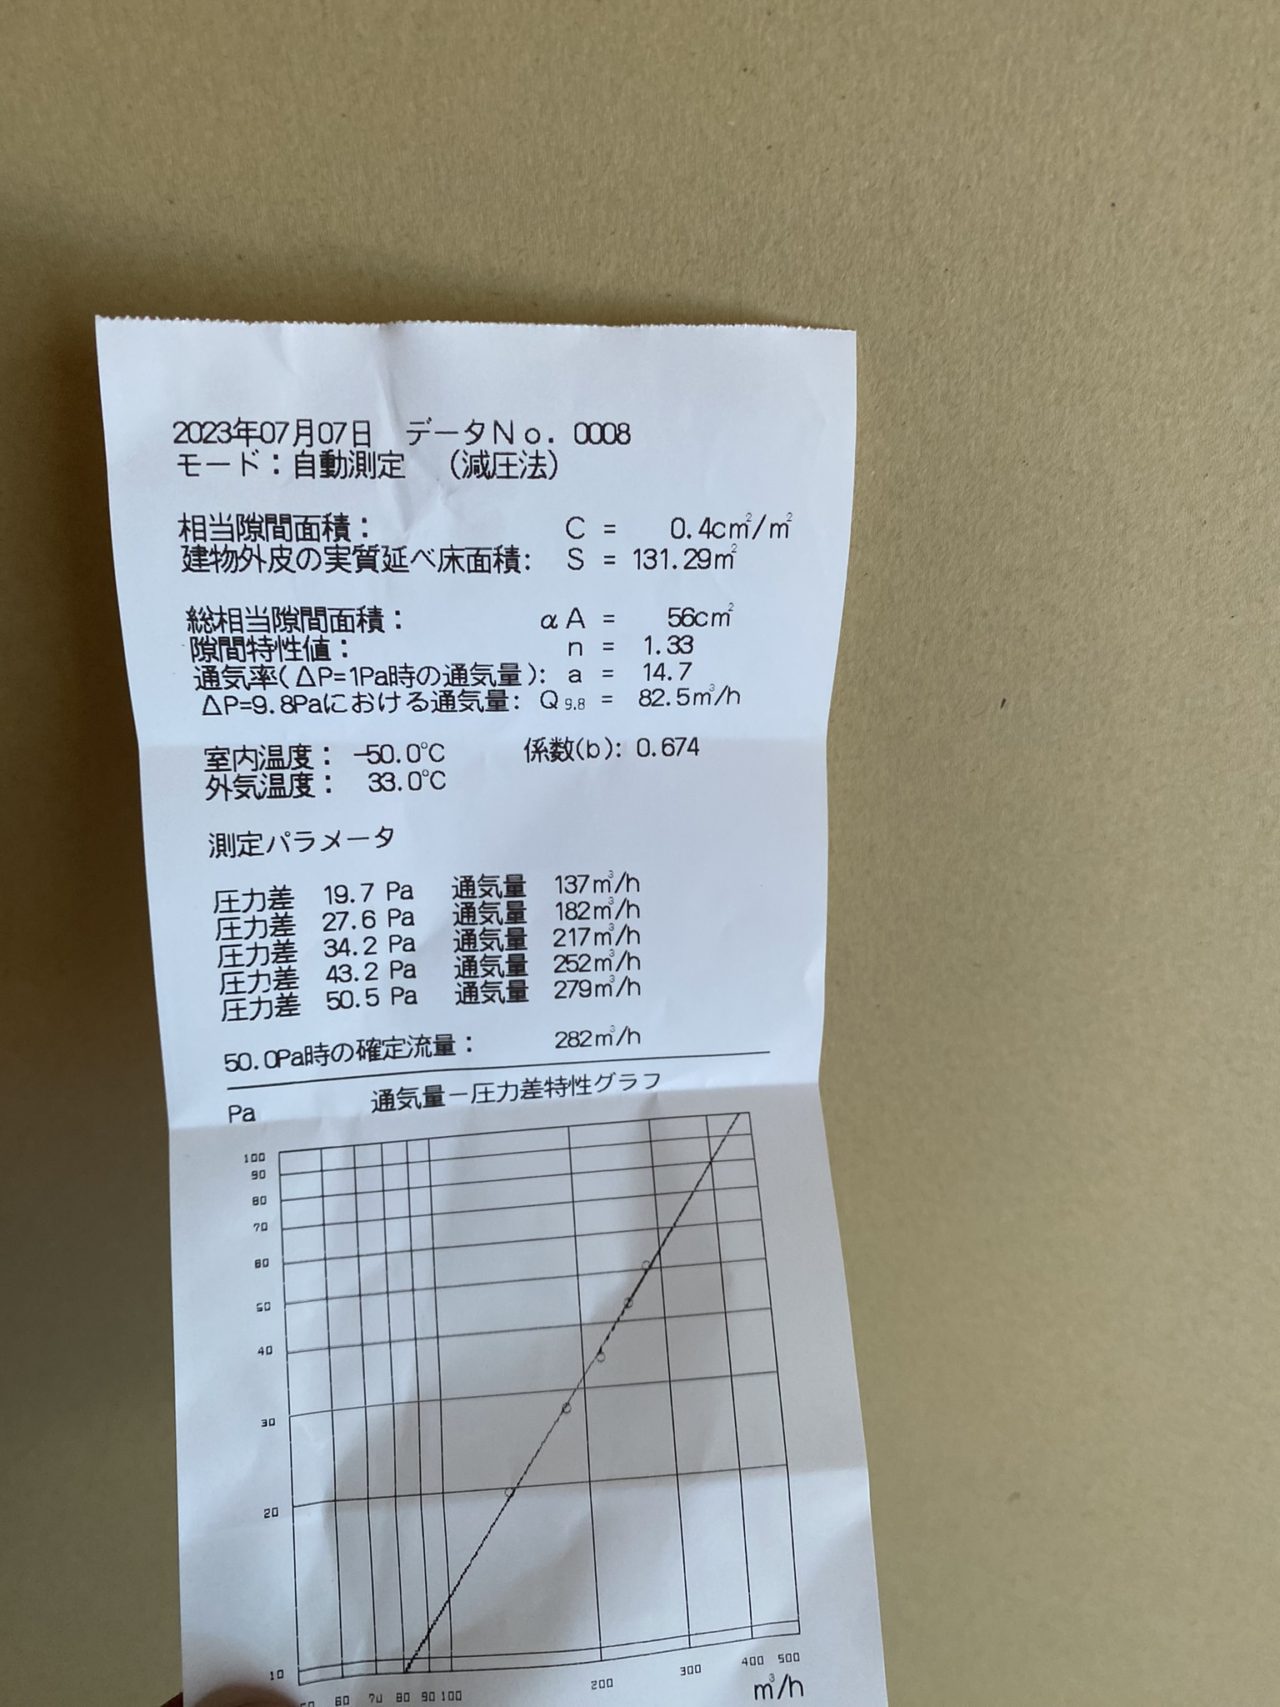 2023年07月07日　データNo. 0008
モード：自動測定　（減圧法）
相当隙間面積： C = 0.4cm²/m²
建物外皮の実質延べ床面積: S = 131.29m²
総相当隙間面積： αA = 56cm²
隙間特性値： n = 1.33
通気率(ΔP=1Pa時の通気量): a = 14.7
ΔP=9.8Paにおける通気量: Q9.8 = 82.5m³/h
室内温度： -50.0℃ 係数(b): 0.674
外気温度： 33.0℃
測定パラメータ
圧力差 19.7 Pa 通気量 137m³/h
圧力差 27.6 Pa 通気量 182m³/h
圧力差 34.2 Pa 通気量 217m³/h
圧力差 43.2 Pa 通気量 252m³/h
圧力差 50.5 Pa 通気量 279m³/h
50.0Pa時の確定流量： 282m³/h
Pa 通気量－圧力差特性グラフ
100
90
80
70
60
50
40
30
20
10
60 70 80 90 100 200 300 400 500
m³/h